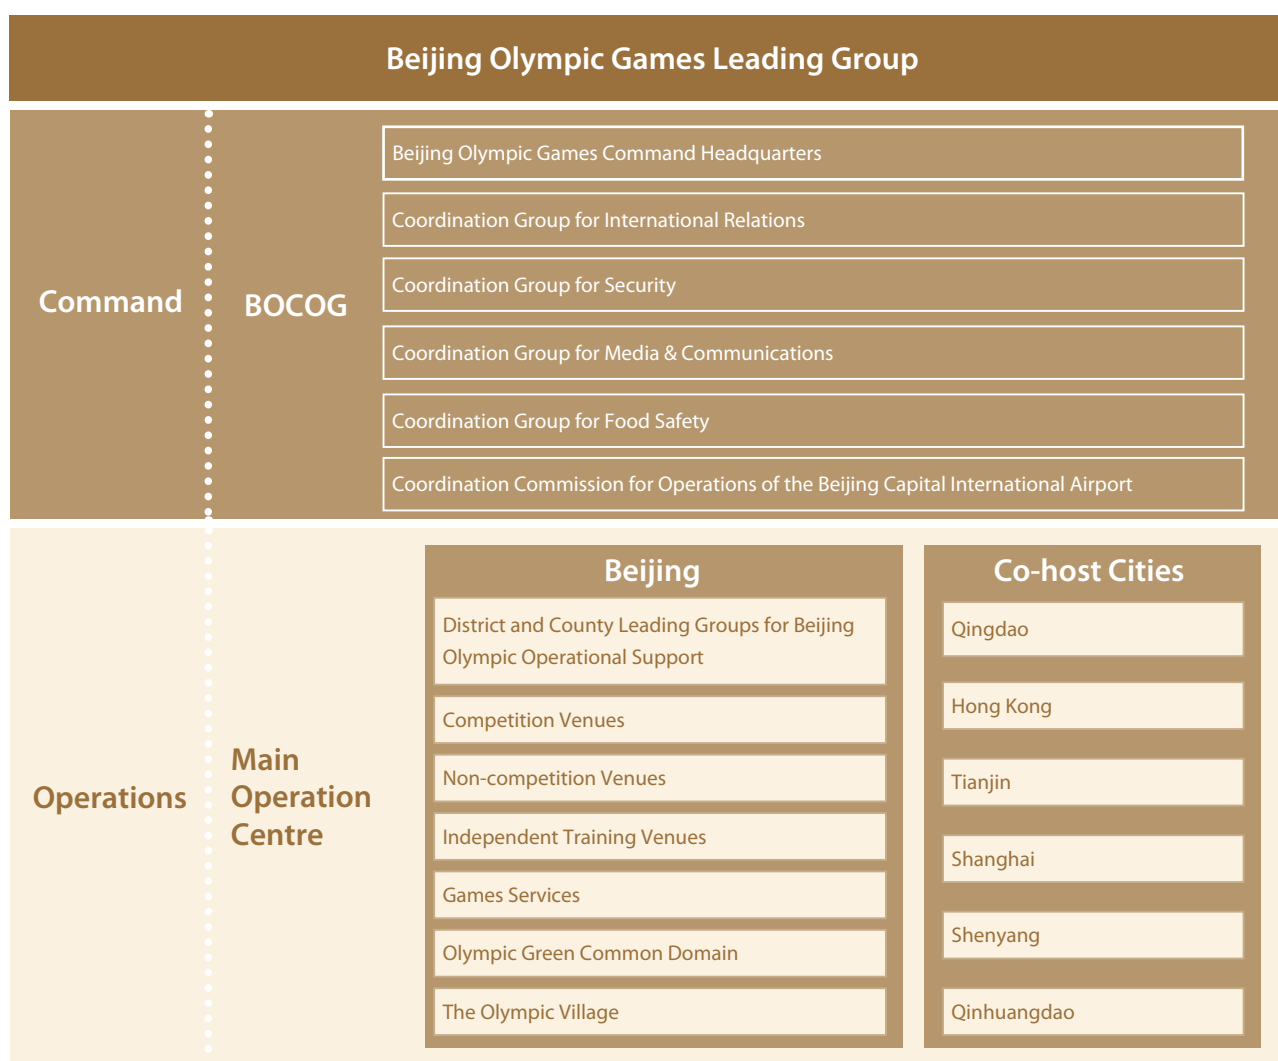 Beijing Olympic Games Leading Group
Command
BOCOG
Beijing Olympic Games Command Headquarters
Coordination Group for International Relations
Coordination Group for Security
Coordination Group for Media & Communications
Coordination Group for Food Safety
Coordination Commission for Operations of the Beijing Capital International Airport
Operations
Main
Operation
Centre
Beijing
District and County Leading Groups for Beijing
Olympic Operational Support
Competition Venues
Non-competition Venues
Independent Training Venues
Games Services
Olympic Green Common Domain
The Olympic Village
Co-host Cities
Qingdao
Hong Kong
Tianjin
Shanghai
Shenyang
Qinhuangdao